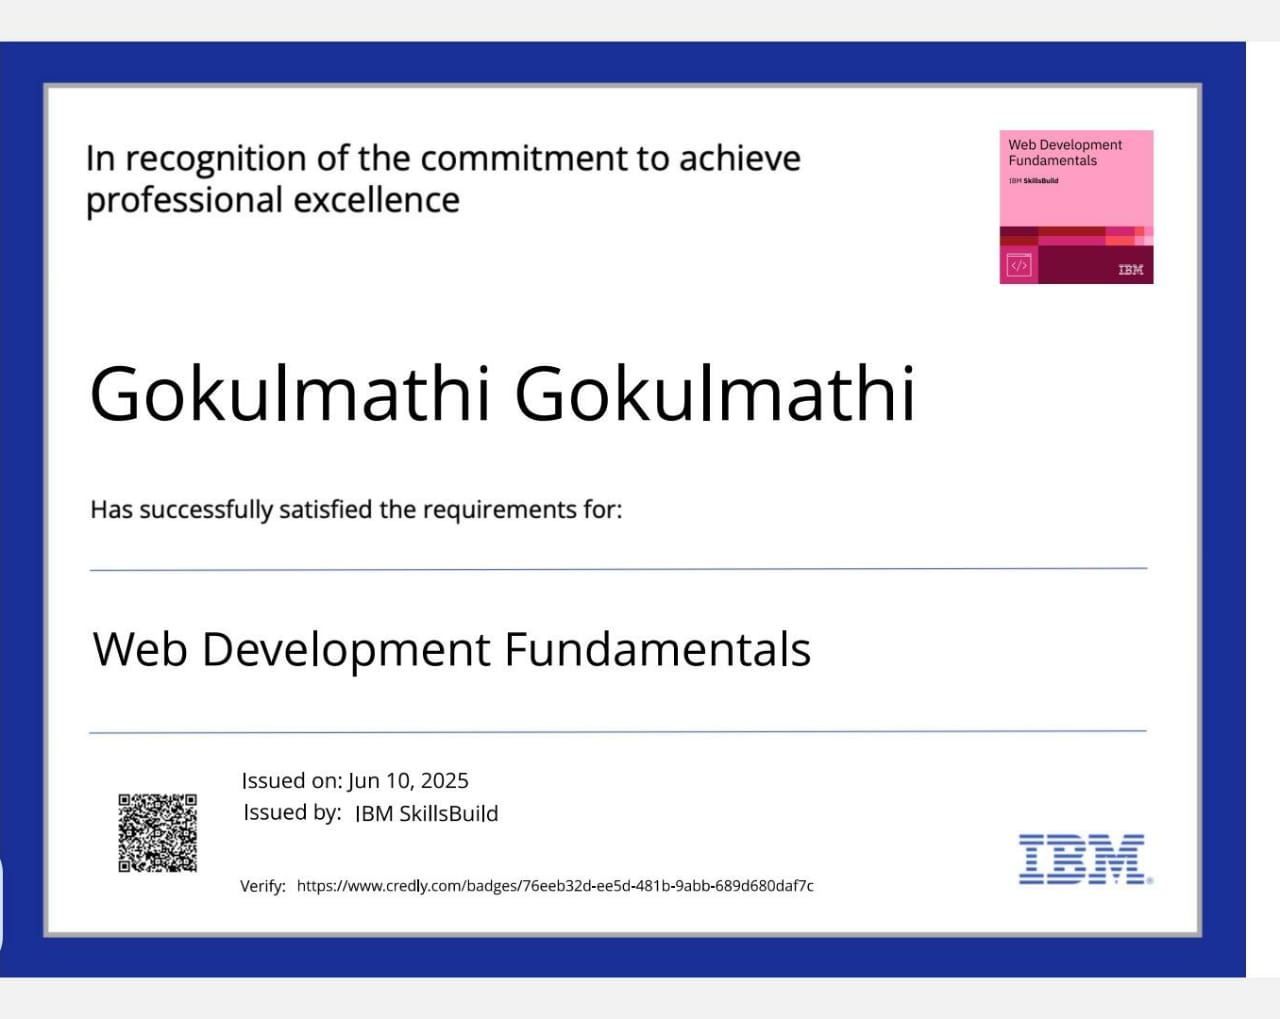 In recognition of the commitment to achieve
professional excellence
Web Development
Fundamentals
IBM SkillsBuild
</>
IBM
Gokulmathi Gokulmathi
Has successfully satisfied the requirements for:
Web Development Fundamentals
Issued on: Jun 10, 2025
Issued by: IBM SkillsBuild
Verify: https://www.credly.com/badges/76eeb32d-ee5d-481b-9abb-689d680daf7c
IBM®